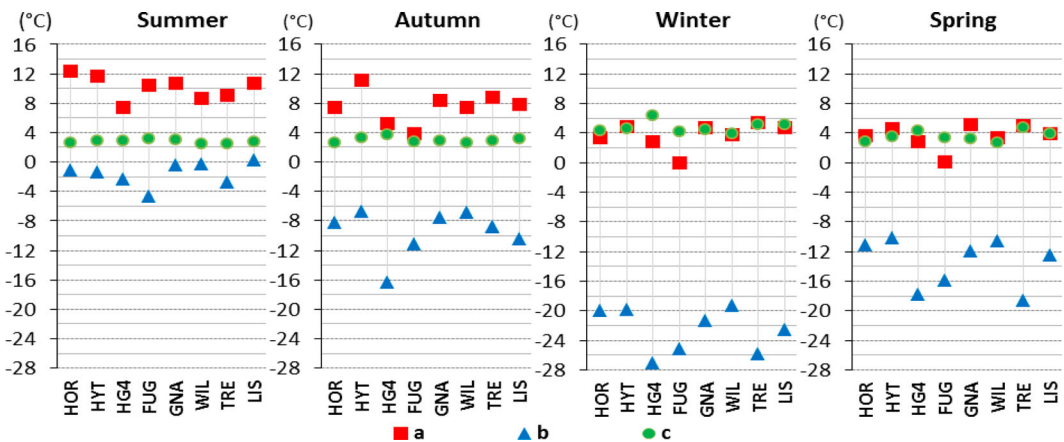 (°C) Summer (°C) Autumn (°C) Winter (°C) Spring
16 16 16 16
12 12 12 12
8 8 8 8
4 4 4 4
0 0 0 0
-4 -4 -4 -4
-8 -8 -8 -8
-12 -12 -12 -12
-16 -16 -16 -16
-20 -20 -20 -20
-24 -24 -24 -24
-28 -28 -28 -28
HOR HYT HG4 FUG GNA WIL TRE LIS HOR HYT HG4 FUG GNA WIL TRE LIS HOR HYT HG4 FUG GNA WIL TRE LIS HOR HYT HG4 FUG GNA WIL TRE LIS
a b c